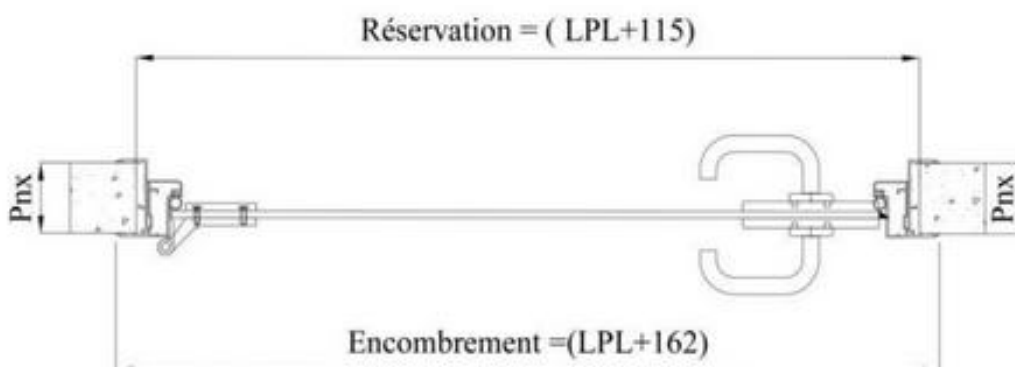 Réservation = ( LPL+115)
Pnx
Pnx
Encombrement =(LPL+162)